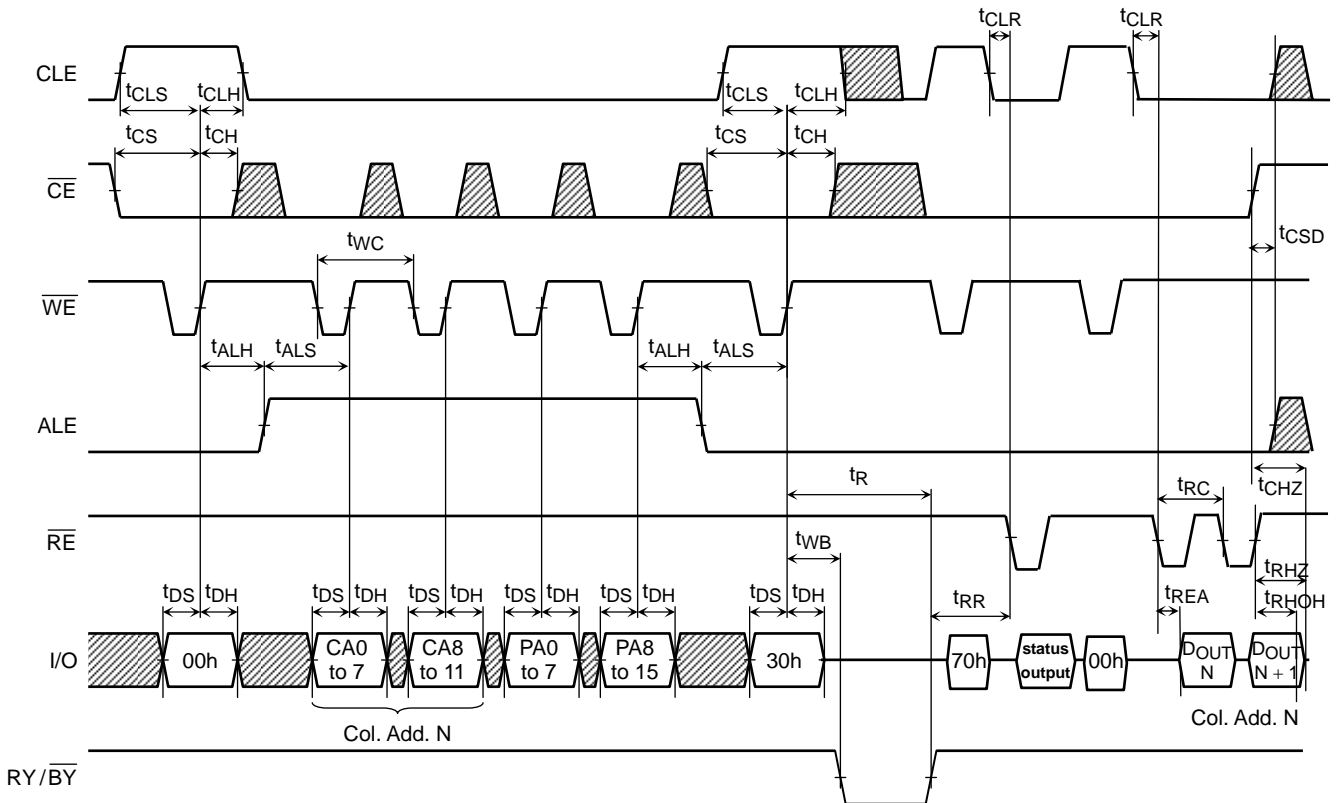 tCLR tCLR
CLE
tCLS tCLH tCLS tCLH
tCS tCH tCS tCH
CE
tWC tCSD
WE
tALH tALS tALH tALS
ALE
tR tRC tCHZ
RE
tWB
tDS tDH tDS tDH tDS tDH tDS tDH tDS tDH tDS tDH tRR tREA tRHZ
tRHOH
I/O 00h CA0 to 7 CA8 to 11 PA0 to 7 PA8 to 15 30h 70h status output 00h DOUT N DOUT N + 1
Col. Add. N Col. Add. N
RY/BY